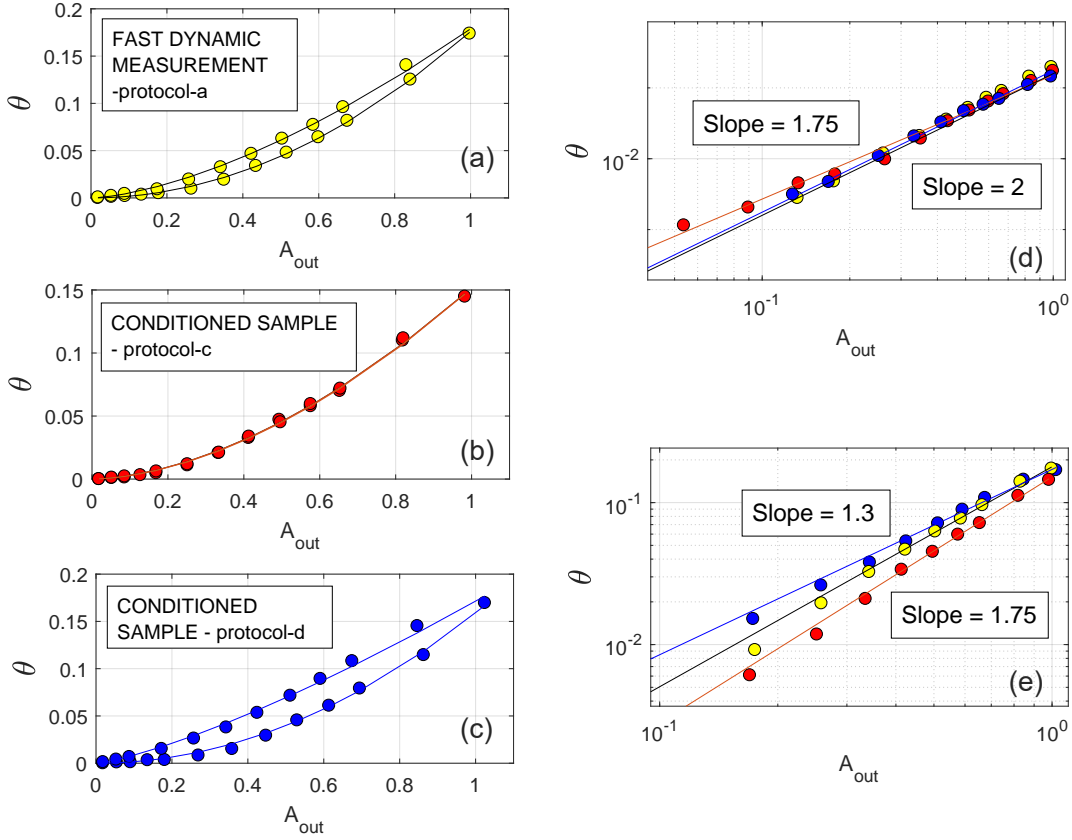 0.2
0.15
0.1
0.05
0
θ
FAST DYNAMIC
MEASUREMENT
-protocol-a
(a)
0 0.2 0.4 0.6 0.8 1
A_out
0.15
0.1
0.05
0
θ
CONDITIONED SAMPLE
- protocol-c
(b)
0 0.2 0.4 0.6 0.8 1
A_out
0.2
0.15
0.1
0.05
0
θ
CONDITIONED
SAMPLE - protocol-d
(c)
0 0.2 0.4 0.6 0.8 1
A_out
10^-2
θ
Slope = 1.75
Slope = 2
(d)
10^-1 10^0
A_out
10^-1
10^-2
θ
Slope = 1.3
Slope = 1.75
(e)
10^-1 10^0
A_out